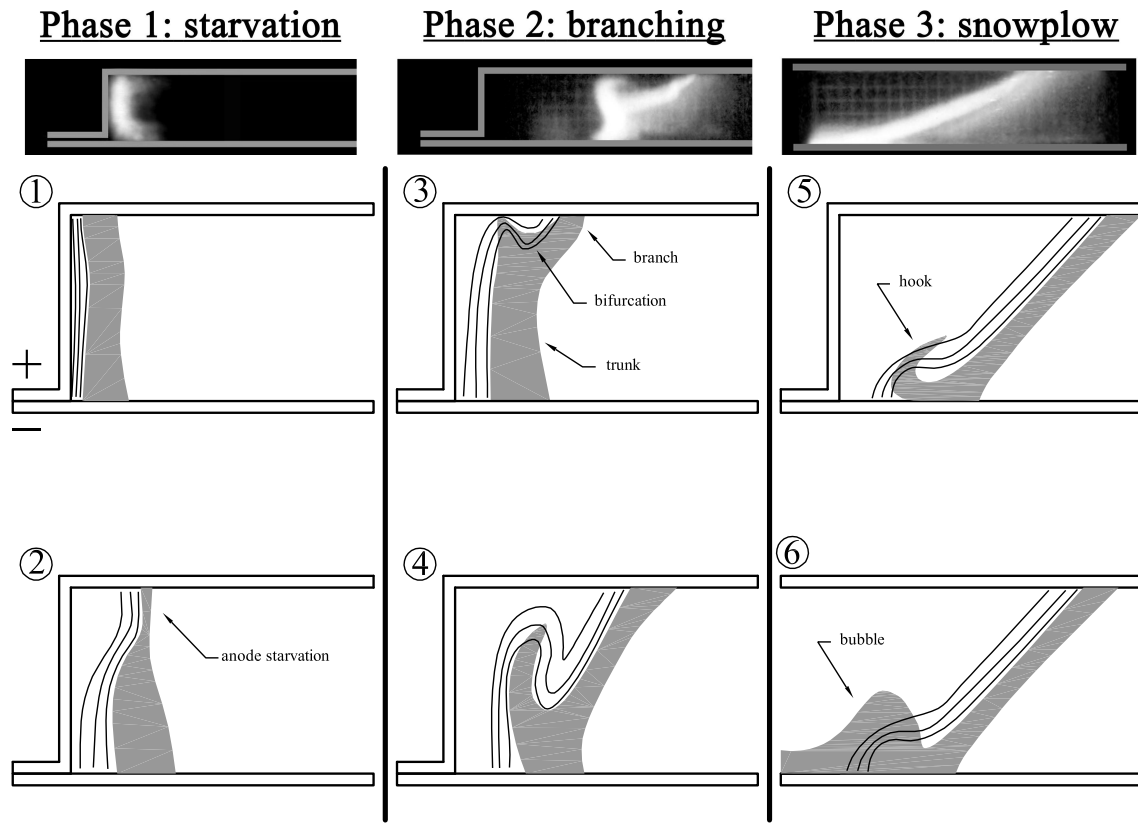 Phase 1: starvation
Phase 2: branching
Phase 3: snowplow
1
3
5
branch
bifurcation
trunk
hook
+
−
2
4
6
anode starvation
bubble